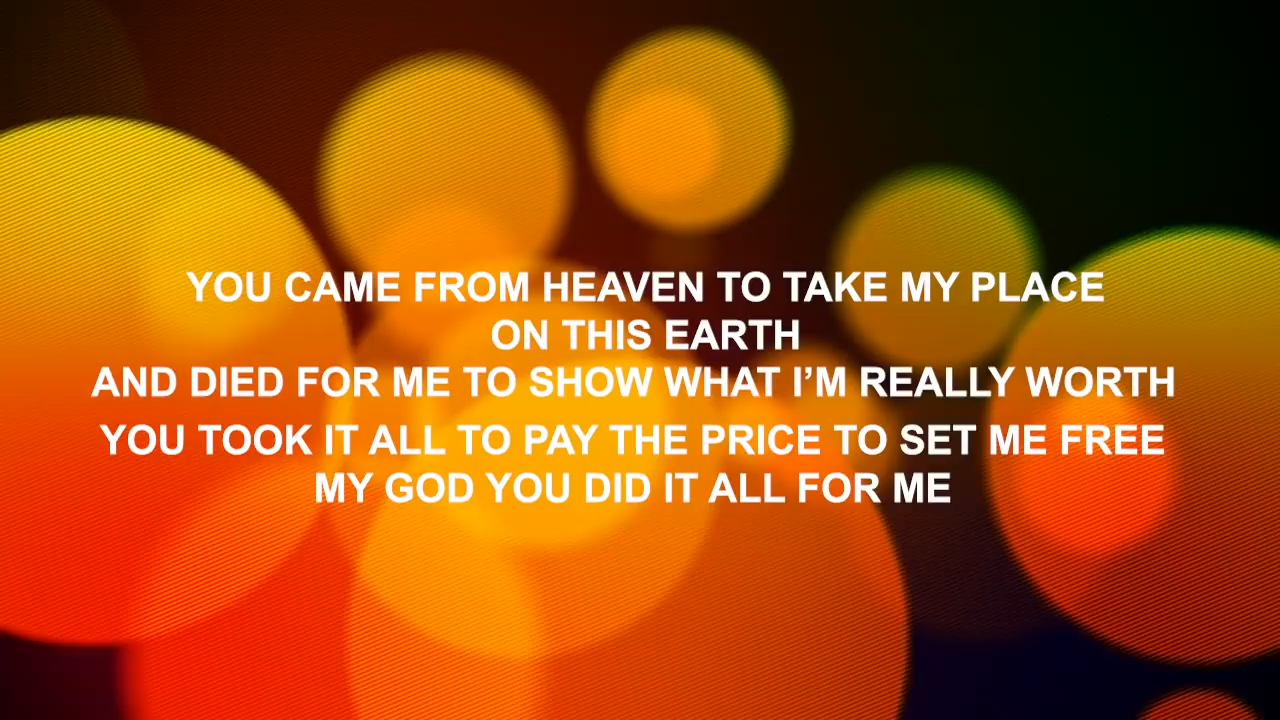 YOU CAME FROM HEAVEN TO TAKE MY PLACE
ON THIS EARTH
AND DIED FOR ME TO SHOW WHAT I’M REALLY WORTH
YOU TOOK IT ALL TO PAY THE PRICE TO SET ME FREE
MY GOD YOU DID IT ALL FOR ME